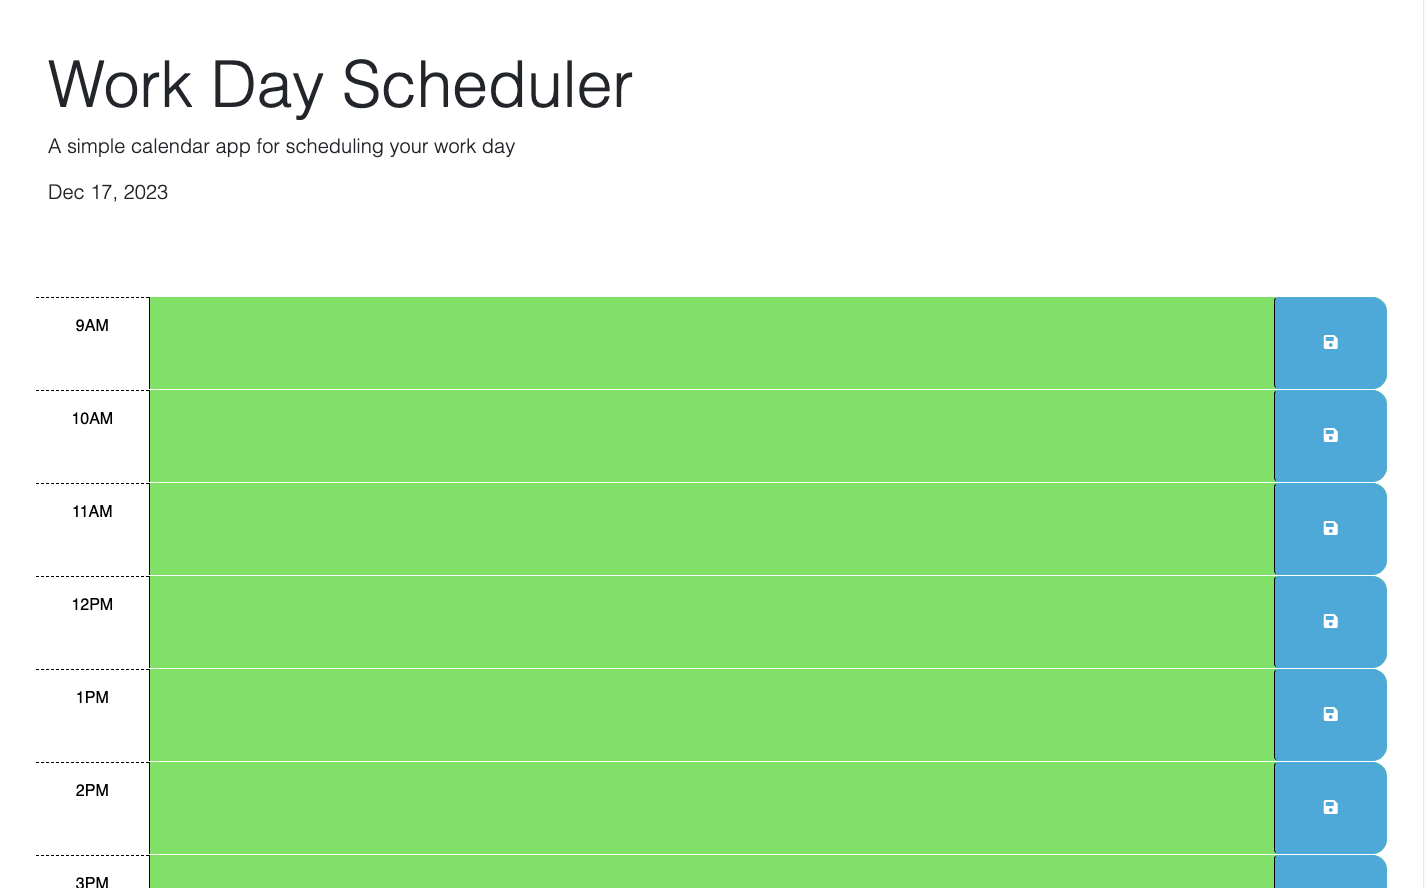 Work Day Scheduler
A simple calendar app for scheduling your work day
Dec 17, 2023
9AM
10AM
11AM
12PM
1PM
2PM
3PM